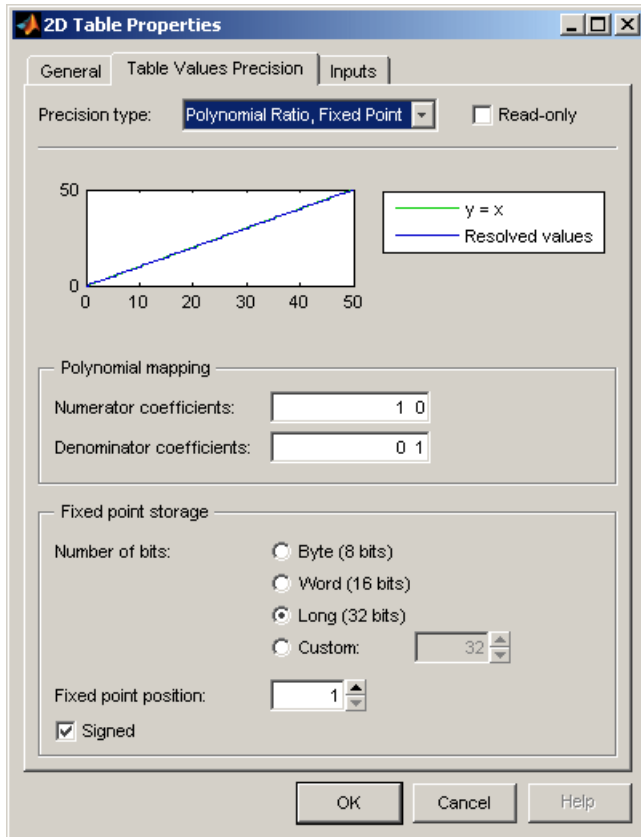 2D Table Properties
General Table Values Precision Inputs
Precision type: Polynomial Ratio, Fixed Point Read-only
50
0
0 10 20 30 40 50
y = x
Resolved values
Polynomial mapping
Numerator coefficients: 1 0
Denominator coefficients: 0 1
Fixed point storage
Number of bits: Byte (8 bits)
Word (16 bits)
Long (32 bits)
Custom: 32
Fixed point position: 1
Signed
OK Cancel Help